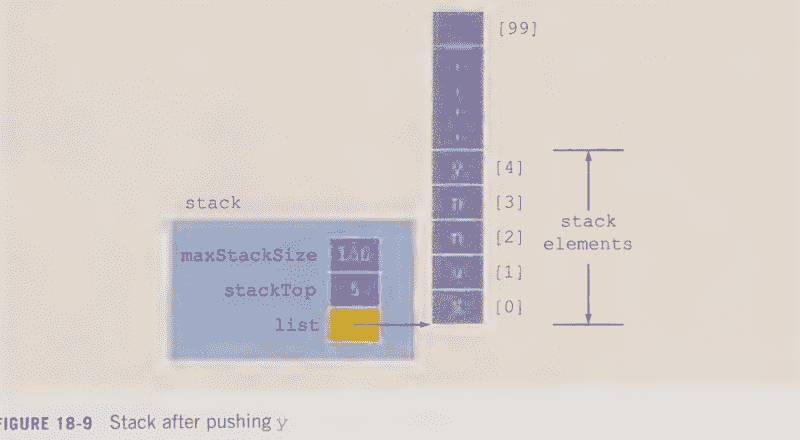 [99]
y [4]
n [3]
n [2]
u [1]
[0]
stack
elements
stack
maxStackSize 100
stackTop 5
list
FIGURE 18-9 Stack after pushing y